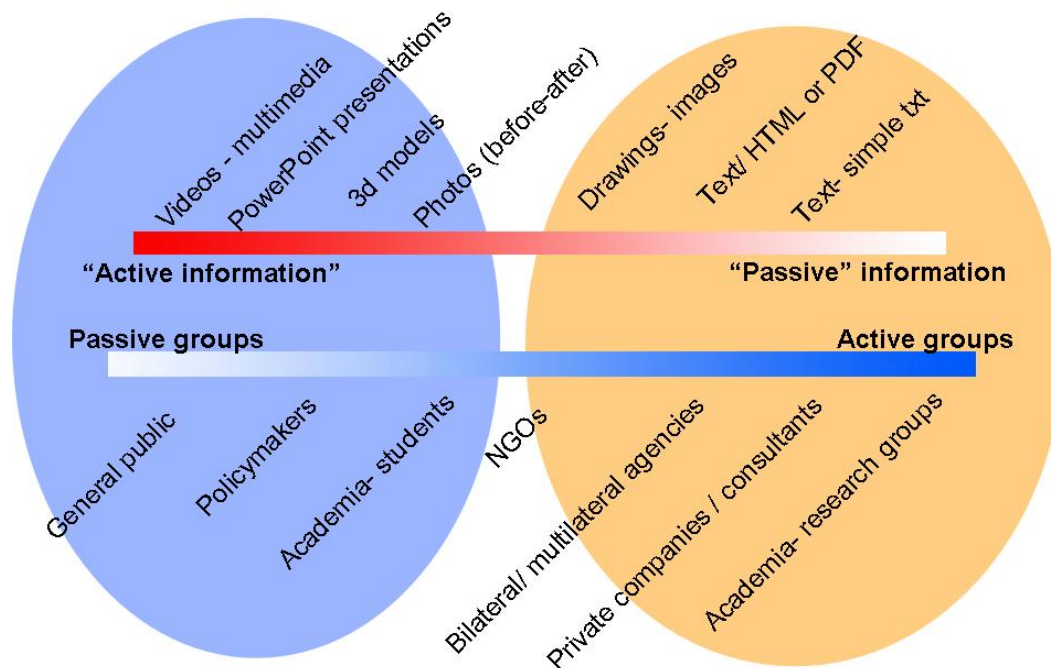 Videos - multimedia
PowerPoint presentations
3d models
Photos (before-after)
Drawings- images
Text/ HTML or PDF
Text- simple txt
“Active information”
“Passive” information
Passive groups
Active groups
General public
Policymakers
Academia- students
NGOs
Bilateral/ multilateral agencies
Private companies / consultants
Academia- research groups